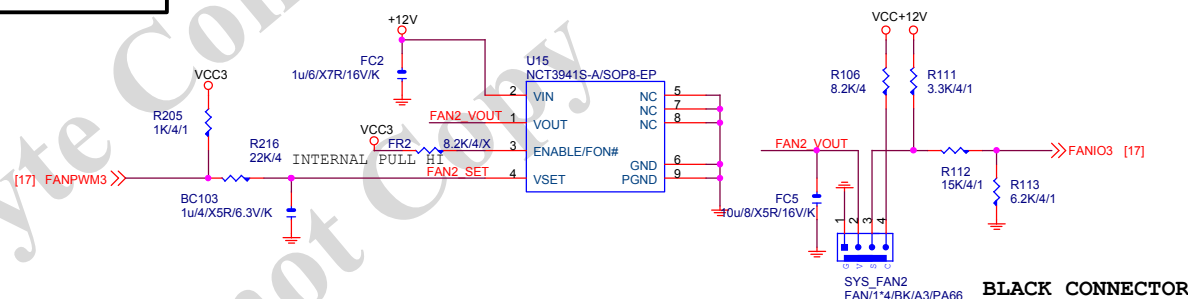 +12V
FC2
1u/6/X7R/16V/K
U15
NCT3941S-A/SOP8-EP
VCC3
R205
1K/4/1
2 VIN
NC 5
NC 7
NC 8
FAN2_VOUT 1 VOUT
VCC3
FR2 8.2K/4/X 3 ENABLE/FON#
R216
22K/4
INTERNAL PULL HI
GND 6
PGND 9
[17] FANPWM3
FAN2_SET 4 VSET
BC103
1u/4/X5R/6.3V/K
VCC +12V
R106
8.2K/4
R111
3.3K/4/1
FAN2_VOUT
FANIO3 [17]
R112
15K/4/1
R113
6.2K/4/1
FC5
10u/8/X5R/16V/K
1 2 3 4
G V S C
SYS_FAN2
FAN/1*4/BK/A3/PA66
BLACK CONNECTOR
yte Co
not Copy